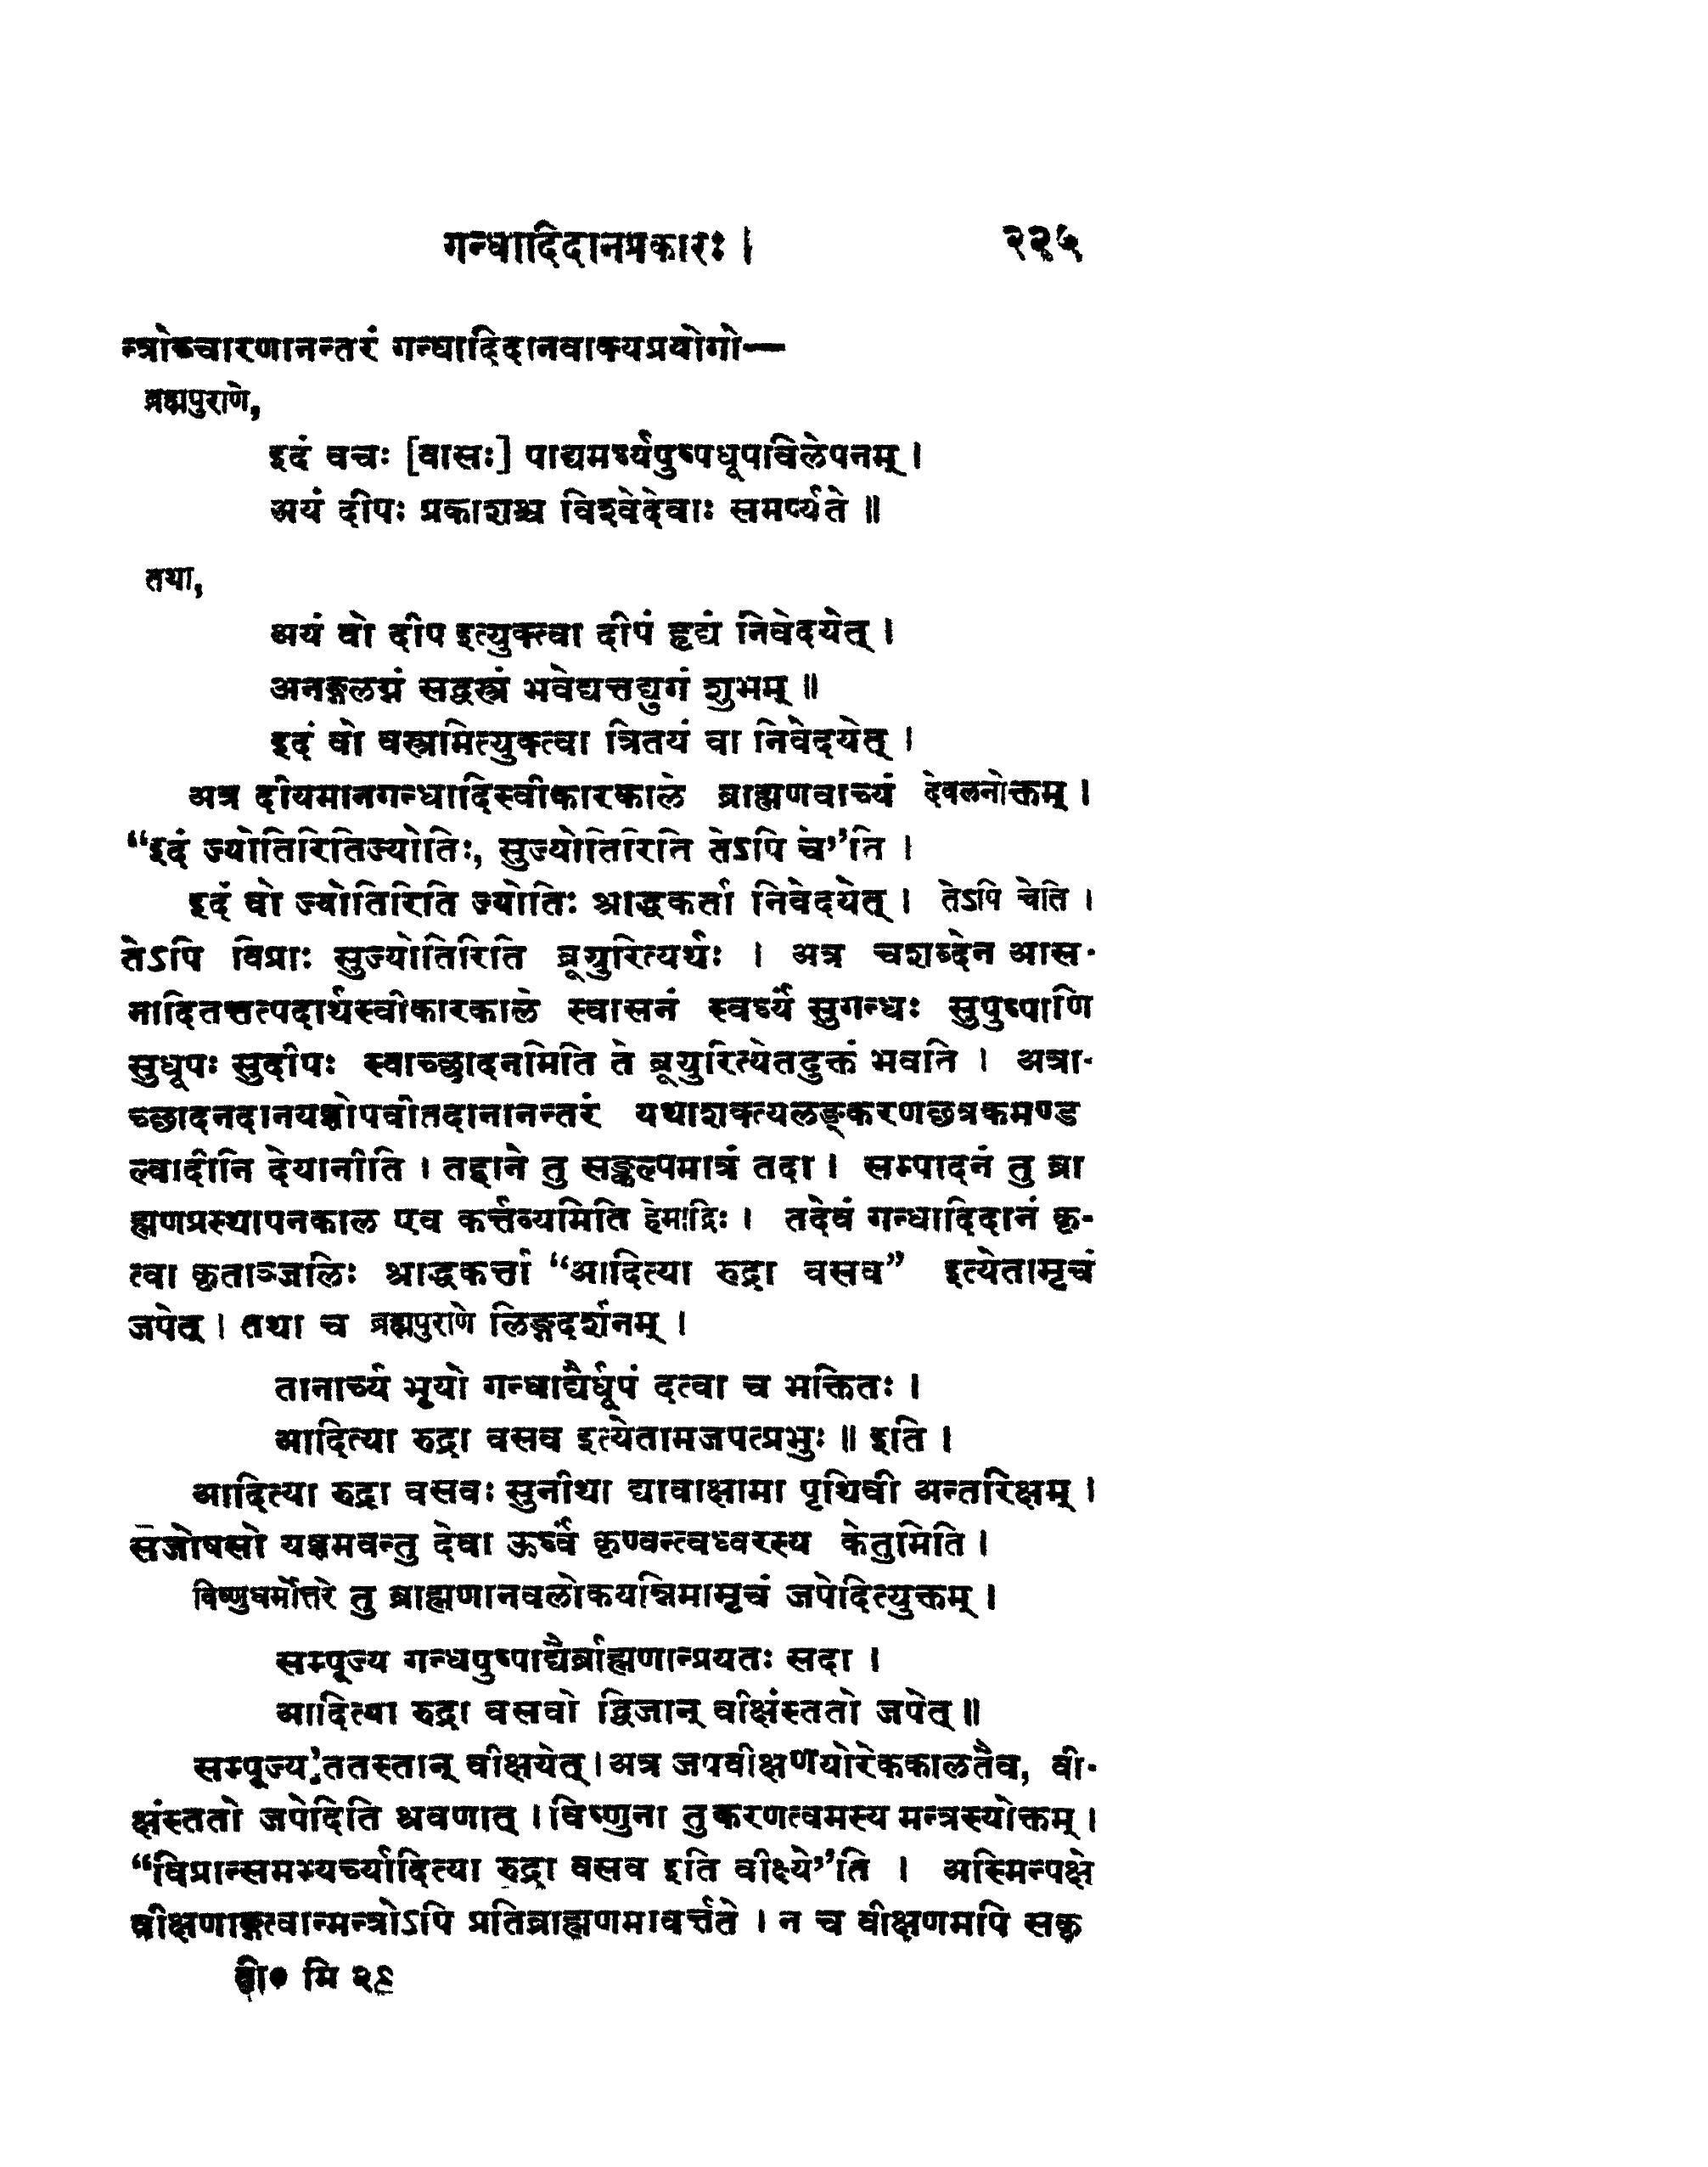 गन्धादिदानप्रकारः । २२५
न्त्रोच्चारणानन्तरं गन्धादिदानवाक्यप्रयोगो—
ब्रह्मपुराणे,
इदं वचः [वासः] पाद्यमर्घ्यपुष्पधूपविलेपनम् ।
अयं दीपः प्रकाशश्च विश्वेदेवाः समर्प्यते ॥
तथा,
अयं वो दीप इत्युक्त्वा दीपं हृद्यं निवेदयेत् ।
अनङ्गलग्नं सद्वस्त्रं भवेद्यत्तद्युगं शुभम् ॥
इदं वो वस्त्रमित्युक्त्वा त्रितयं वा निवेदयेत् ।
अत्र दीयमानगन्धादिस्वीकारकाले ब्राह्मणवाच्यं देवलनोक्तम् ।
“इदं ज्योतिरितिज्योतिः, सुज्योतिरिति तेऽपि चे”ति ।
इदं वो ज्योतिरिति ज्योतिः श्राद्धकर्ता निवेदयेत् । तेऽपि चेति ।
तेऽपि विप्राः सुज्योतिरिति ब्रूयुरित्यर्थः । अत्र चशब्देन आस-
नादितत्तत्पदार्थस्वीकारकाले स्वासनं स्वर्घ्यं सुगन्धः सुपुष्पाणि
सुधूपः सुदीपः स्वाच्छादनमिति ते ब्रूयुरित्येतदुक्तं भवति । अत्रा-
च्छादनदानयज्ञोपवीतदानानन्तरं यथाशक्त्यलङ्करणछत्रकमण्ड
ल्वादीनि देयानीति । तद्दाने तु सङ्कल्पमात्रं तदा । सम्पादनं तु ब्रा
ह्मणप्रस्थापनकाल एव कर्त्तव्यमिति हेमाद्रिः । तदेवं गन्धादिदानं कृ-
त्वा कृताञ्जलिः श्राद्धकर्त्ता “आदित्या रुद्रा वसव” इत्येतामृचं
जपेत् । तथा च ब्रह्मपुराणे लिङ्गदर्शनम् ।
तानार्च्य भूयो गन्धाद्यैर्धूपं दत्वा च भक्तितः ।
आदित्या रुद्रा वसव इत्येतामजपत्प्रभुः ॥ इति ।
आदित्या रुद्रा वसवः सुनीथा द्यावाक्षामा पृथिवी अन्तरिक्षम् ।
सजोषसो यज्ञमवन्तु देवा ऊर्ध्वं कृण्वन्त्वध्वरस्य केतुमिति ।
विष्णुधर्मोत्तरे तु ब्राह्मणानवलोकयन्निमामृचं जपेदित्युक्तम् ।
सम्पूज्य गन्धपुष्पाद्यैर्ब्राह्मणान्प्रयतः सदा ।
आदित्या रुद्रा वसवो द्विजान् वीक्षंस्ततो जपेत् ॥
सम्पूज्य ततस्तान् वीक्षयेत् । अत्र जपवीक्षणयोरेककालतैव, वी-
क्षंस्ततो जपेदिति श्रवणात् । विष्णुना तु करणत्वमस्य मन्त्रस्योक्तम् ।
“विप्रान्समभ्यर्च्यादित्या रुद्रा वसव इति वीक्ष्ये”ति । अस्मिन्पक्षे
वीक्षणाङ्गत्वान्मन्त्रोऽपि प्रतिब्राह्मणमावर्त्तते । न च वीक्षणमपि सकृ
वी० मि २९